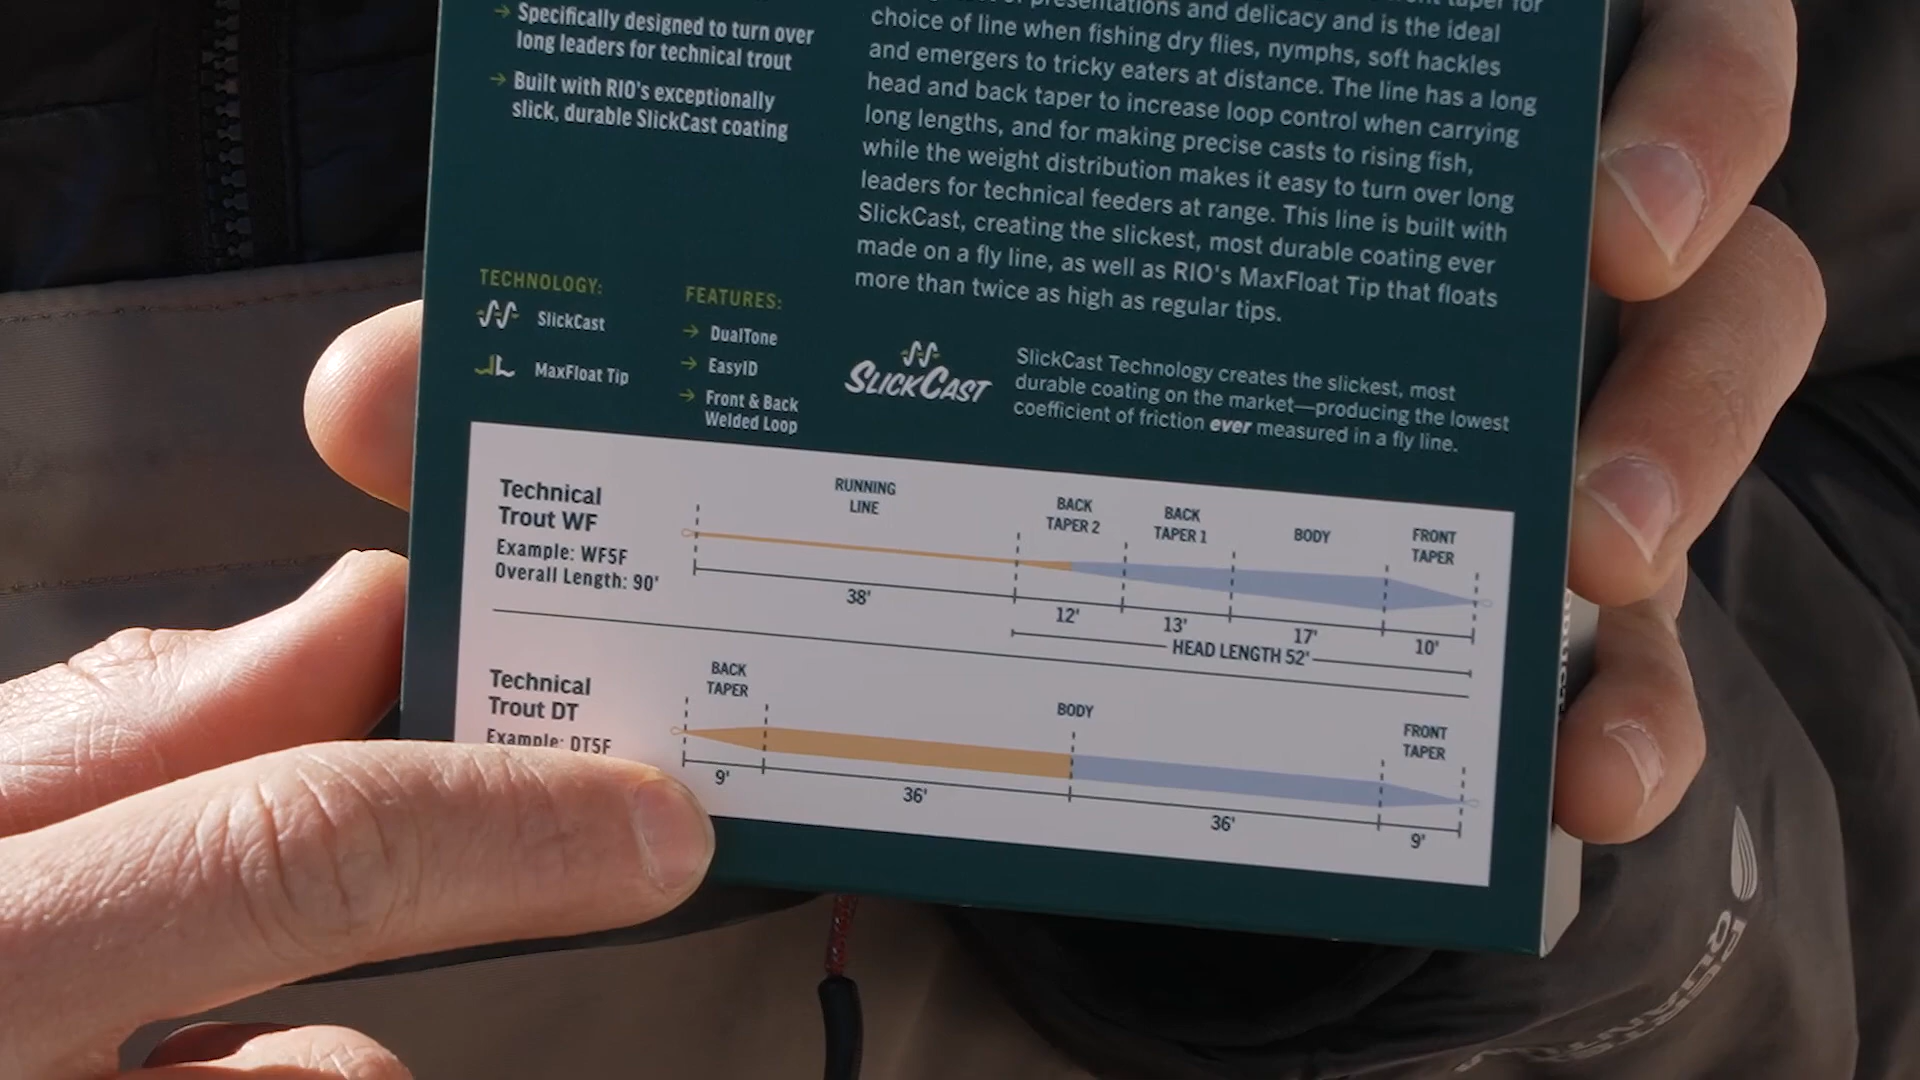 → Specifically designed to turn over
long leaders for technical trout
→ Built with RIO's exceptionally
slick, durable SlickCast coating
taper for
presentations and delicacy and is the ideal
choice of line when fishing dry flies, nymphs, soft hackles
and emergers to tricky eaters at distance. The line has a long
head and back taper to increase loop control when carrying
long lengths, and for making precise casts to rising fish,
while the weight distribution makes it easy to turn over long
leaders for technical feeders at range. This line is built with
SlickCast, creating the slickest, most durable coating ever
made on a fly line, as well as RIO's MaxFloat Tip that floats
more than twice as high as regular tips.
TECHNOLOGY:
SlickCast
MaxFloat Tip
FEATURES:
→ DualTone
→ EasyID
→ Front & Back
Welded Loop
SLICKCAST
SlickCast Technology creates the slickest, most
durable coating on the market—producing the lowest
coefficient of friction ever measured in a fly line.
Technical
Trout WF
Example: WF5F
Overall Length: 90'
RUNNING
LINE
BACK
TAPER 2
BACK
TAPER 1
BODY
FRONT
TAPER
38'
12'
13'
17'
10'
HEAD LENGTH 52'
Technical
Trout DT
Example: DT5F
BACK
TAPER
BODY
FRONT
TAPER
9'
36'
36'
9'